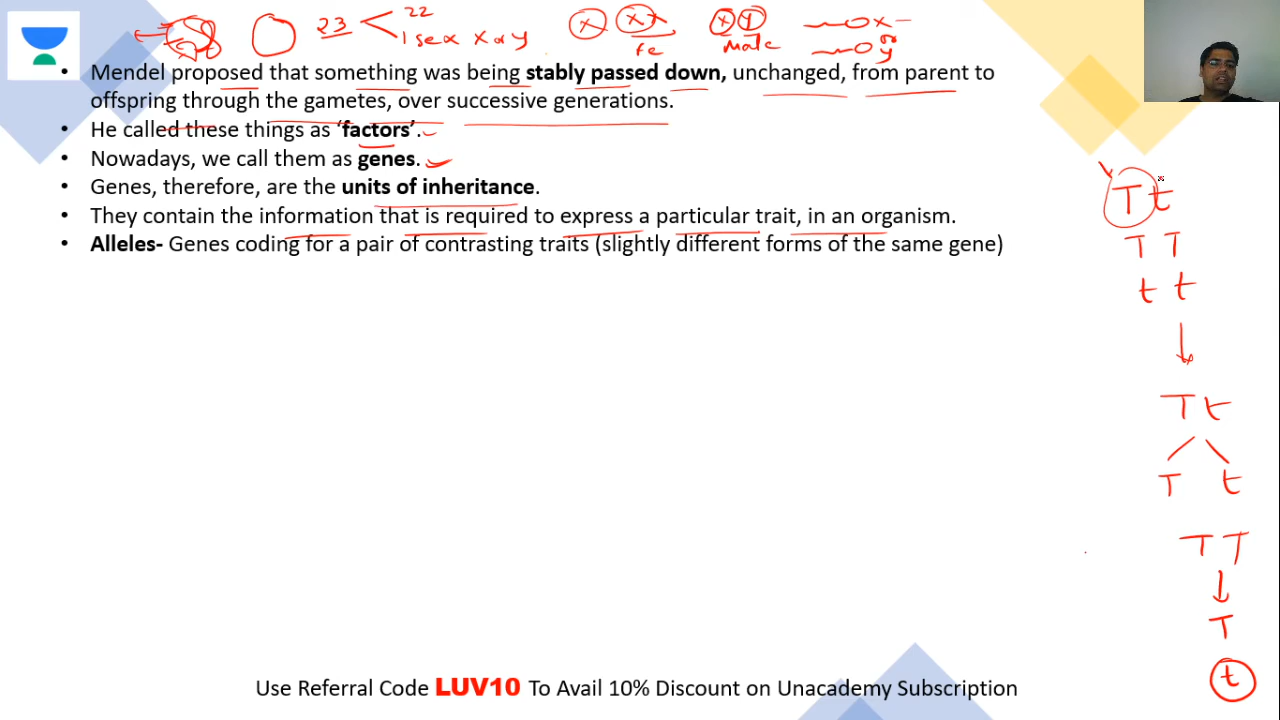 23 22
1 sex X or y
X XX X Y X
fe Male or
y
• Mendel proposed that something was being stably passed down, unchanged, from parent to
offspring through the gametes, over successive generations.
• He called these things as ‘factors’.
• Nowadays, we call them as genes.
• Genes, therefore, are the units of inheritance.
• They contain the information that is required to express a particular trait, in an organism.
• Alleles- Genes coding for a pair of contrasting traits (slightly different forms of the same gene)
T t
T T
t t
T t
T t
T T
T
t
Use Referral Code LUV10 To Avail 10% Discount on Unacademy Subscription